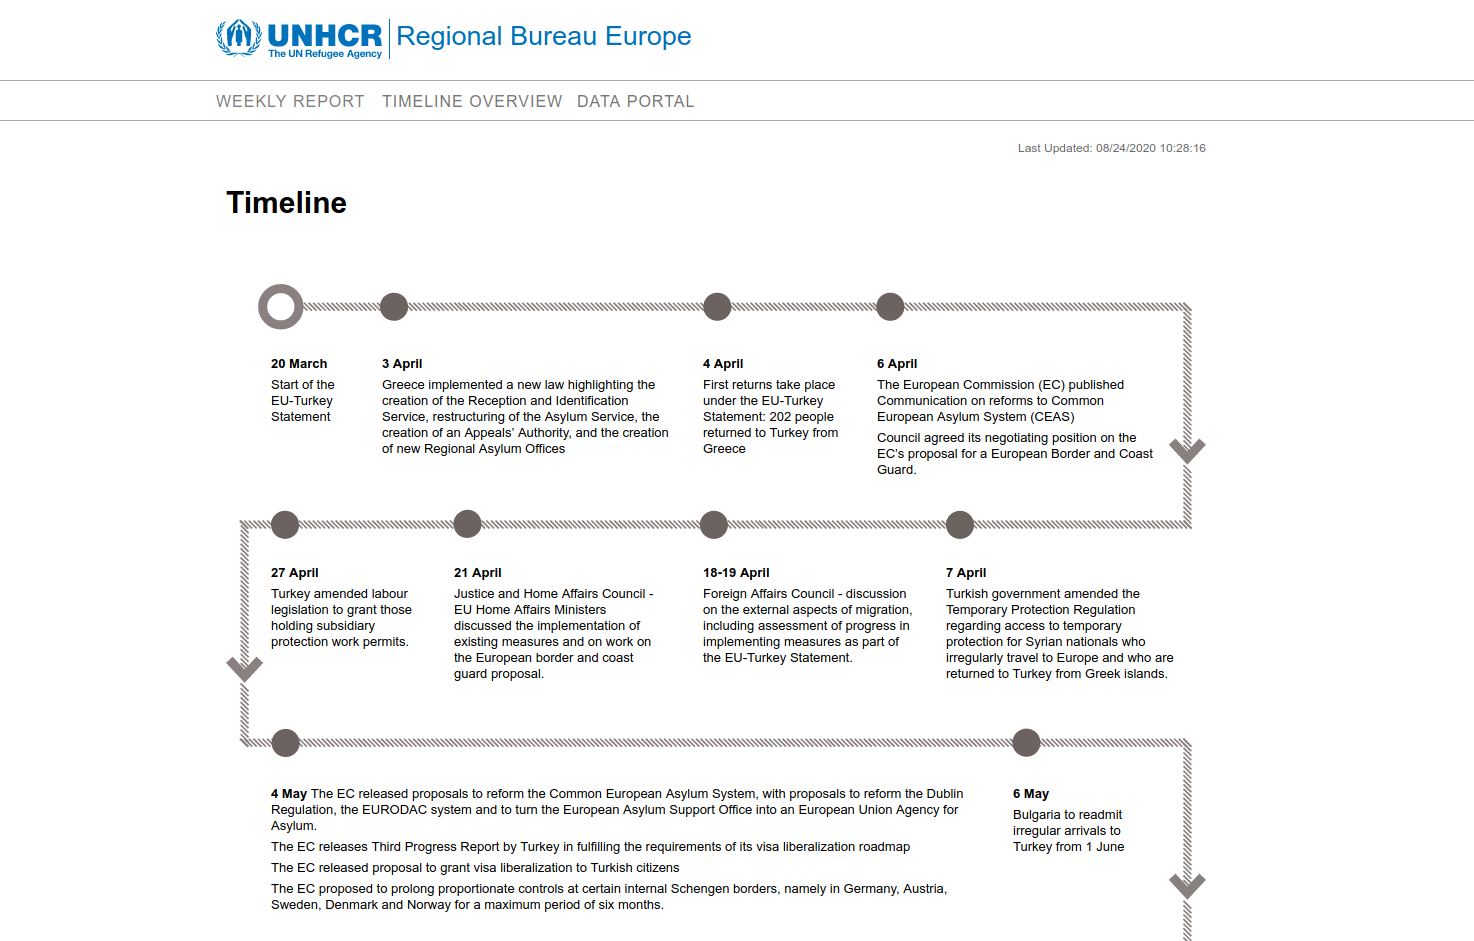 UNHCR
The UN Refugee Agency
Regional Bureau Europe
WEEKLY REPORT TIMELINE OVERVIEW DATA PORTAL
Last Updated: 08/24/2020 10:28:16
Timeline
20 March
Start of the
EU-Turkey
Statement
3 April
Greece implemented a new law highlighting the
creation of the Reception and Identification
Service, restructuring of the Asylum Service, the
creation of an Appeals' Authority, and the creation
of new Regional Asylum Offices
4 April
First returns take place
under the EU-Turkey
Statement: 202 people
returned to Turkey from
Greece
6 April
The European Commission (EC) published
Communication on reforms to Common
European Asylum System (CEAS)
Council agreed its negotiating position on the
EC's proposal for a European Border and Coast
Guard.
27 April
Turkey amended labour
legislation to grant those
holding subsidiary
protection work permits.
21 April
Justice and Home Affairs Council -
EU Home Affairs Ministers
discussed the implementation of
existing measures and on work on
the European border and coast
guard proposal.
18-19 April
Foreign Affairs Council - discussion
on the external aspects of migration,
including assessment of progress in
implementing measures as part of
the EU-Turkey Statement.
7 April
Turkish government amended the
Temporary Protection Regulation
regarding access to temporary
protection for Syrian nationals who
irregularly travel to Europe and who are
returned to Turkey from Greek islands.
4 May The EC released proposals to reform the Common European Asylum System, with proposals to reform the Dublin
Regulation, the EURODAC system and to turn the European Asylum Support Office into an European Union Agency for
Asylum.
The EC releases Third Progress Report by Turkey in fulfilling the requirements of its visa liberalization roadmap
The EC released proposal to grant visa liberalization to Turkish citizens
The EC proposed to prolong proportionate controls at certain internal Schengen borders, namely in Germany, Austria,
Sweden, Denmark and Norway for a maximum period of six months.
6 May
Bulgaria to readmit
irregular arrivals to
Turkey from 1 June